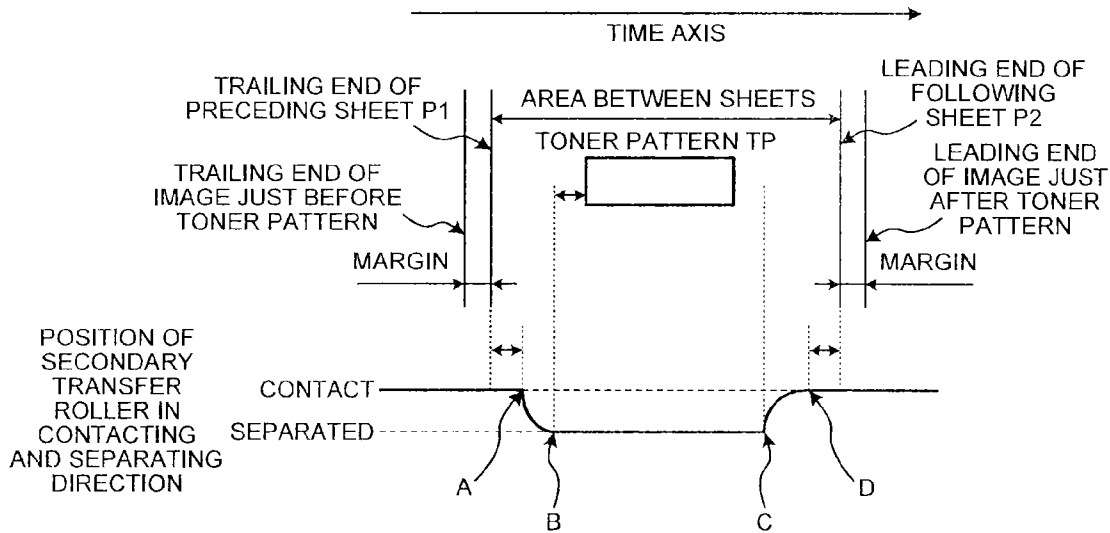 TIME AXIS
TRAILING END OF
PRECEDING SHEET P1
AREA BETWEEN SHEETS
LEADING END OF
FOLLOWING
SHEET P2
TONER PATTERN TP
TRAILING END OF
IMAGE JUST BEFORE
TONER PATTERN
LEADING END
OF IMAGE JUST
AFTER TONER
PATTERN
MARGIN
MARGIN
POSITION OF
SECONDARY
TRANSFER
ROLLER IN
CONTACTING
AND SEPARATING
DIRECTION
CONTACT
SEPARATED
A
B
C
D